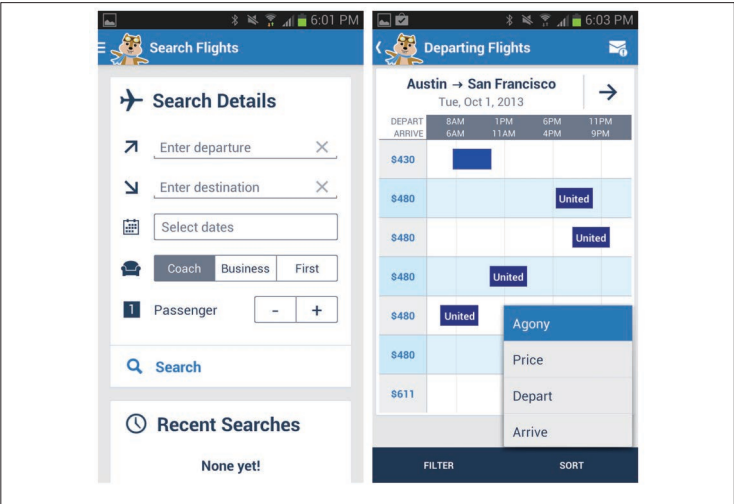 6:01 PM
Search Flights
Search Details
Enter departure
Enter destination
Select dates
Coach Business First
1 Passenger - +
Search
Recent Searches
None yet!
6:03 PM
Departing Flights
Austin → San Francisco
Tue, Oct 1, 2013
DEPART 8AM 1PM 6PM 11PM
ARRIVE 6AM 11AM 4PM 9PM
$430
$480 United
$480 United
$480 United
$480 United
$480
$611
Agony
Price
Depart
Arrive
FILTER SORT